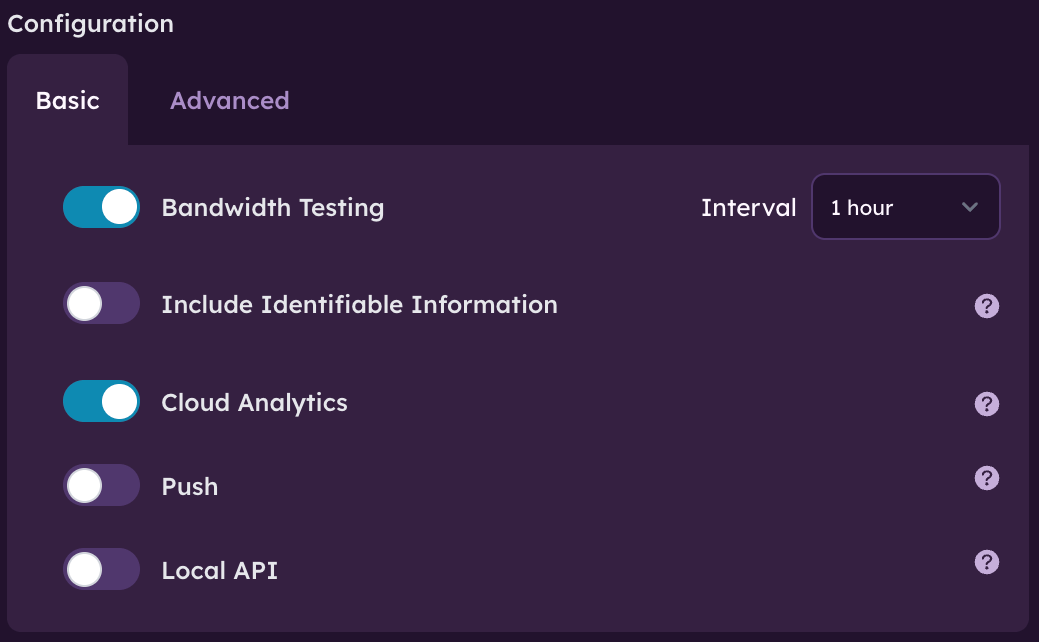 Configuration
Basic Advanced
Bandwidth Testing Interval 1 hour
Include Identifiable Information ?
Cloud Analytics ?
Push ?
Local API ?